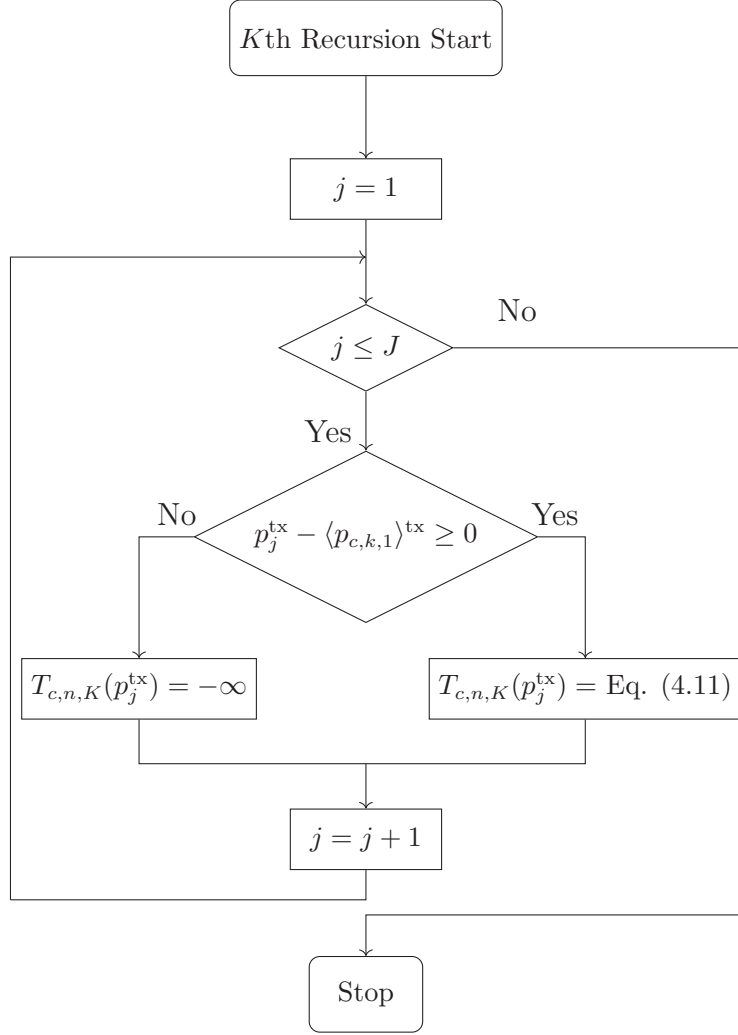 Kth Recursion Start
j = 1
j ≤ J
No
Yes
No
p_j^{tx} − ⟨p_{c,k,1}⟩^{tx} ≥ 0
Yes
T_{c,n,K}(p_j^{tx}) = −∞
T_{c,n,K}(p_j^{tx}) = Eq. (4.11)
j = j + 1
Stop